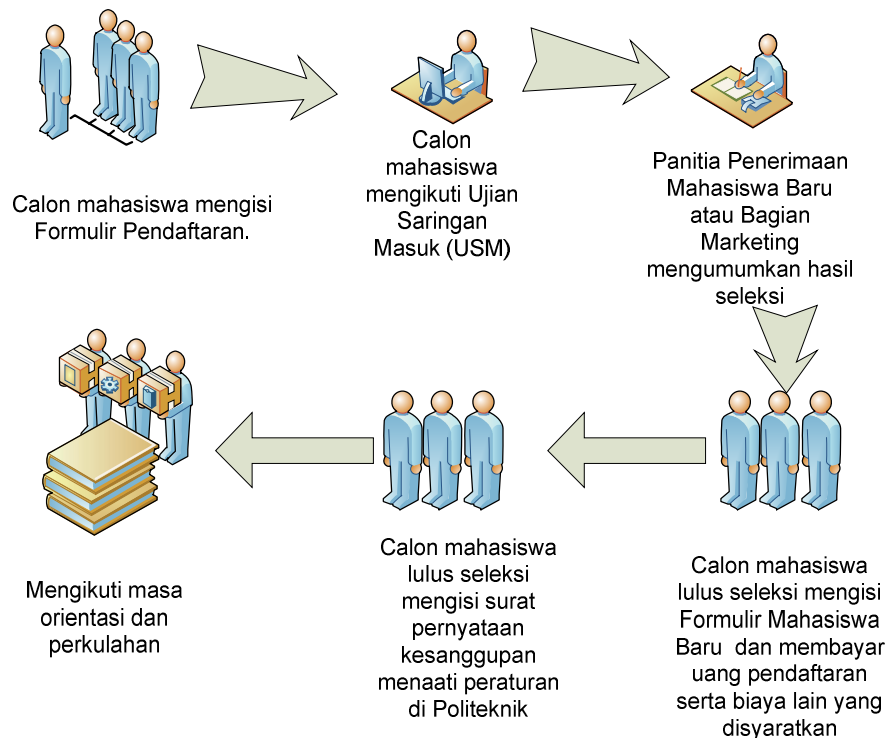 Calon mahasiswa mengisi
Formulir Pendaftaran.
Calon
mahasiswa
mengikuti Ujian
Saringan
Masuk (USM)
Panitia Penerimaan
Mahasiswa Baru
atau Bagian
Marketing
mengumumkan hasil
seleksi
Calon mahasiswa
lulus seleksi mengisi
Formulir Mahasiswa
Baru dan membayar
uang pendaftaran
serta biaya lain yang
disyaratkan
Calon mahasiswa
lulus seleksi
mengisi surat
pernyataan
kesanggupan
menaati peraturan
di Politeknik
Mengikuti masa
orientasi dan
perkulahan